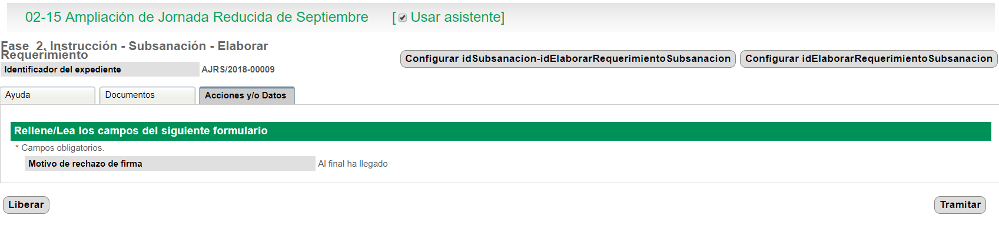 02-15 Ampliación de Jornada Reducida de Septiembre [ Usar asistente]
Fase 2. Instrucción - Subsanación - Elaborar
Requerimiento
Configurar idSubsanacion-idElaborarRequerimientoSubsanacion Configurar idElaborarRequerimientoSubsanacion
Identificador del expediente AJRS/2018-00009
Ayuda Documentos Acciones y/o Datos
Rellene/Lea los campos del siguiente formulario
* Campos obligatorios.
Motivo de rechazo de firma Al final ha llegado
Liberar Tramitar